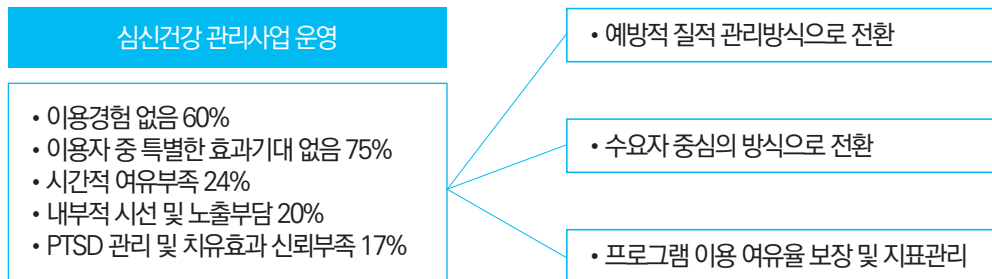 심신건강 관리사업 운영
• 이용경험 없음 60%
• 이용자 중 특별한 효과기대 없음 75%
• 시간적 여유부족 24%
• 내부적 시선 및 노출부담 20%
• PTSD 관리 및 치유효과 신뢰부족 17%
• 예방적 질적 관리방식으로 전환
• 수요자 중심의 방식으로 전환
• 프로그램 이용 여유율 보장 및 지표관리